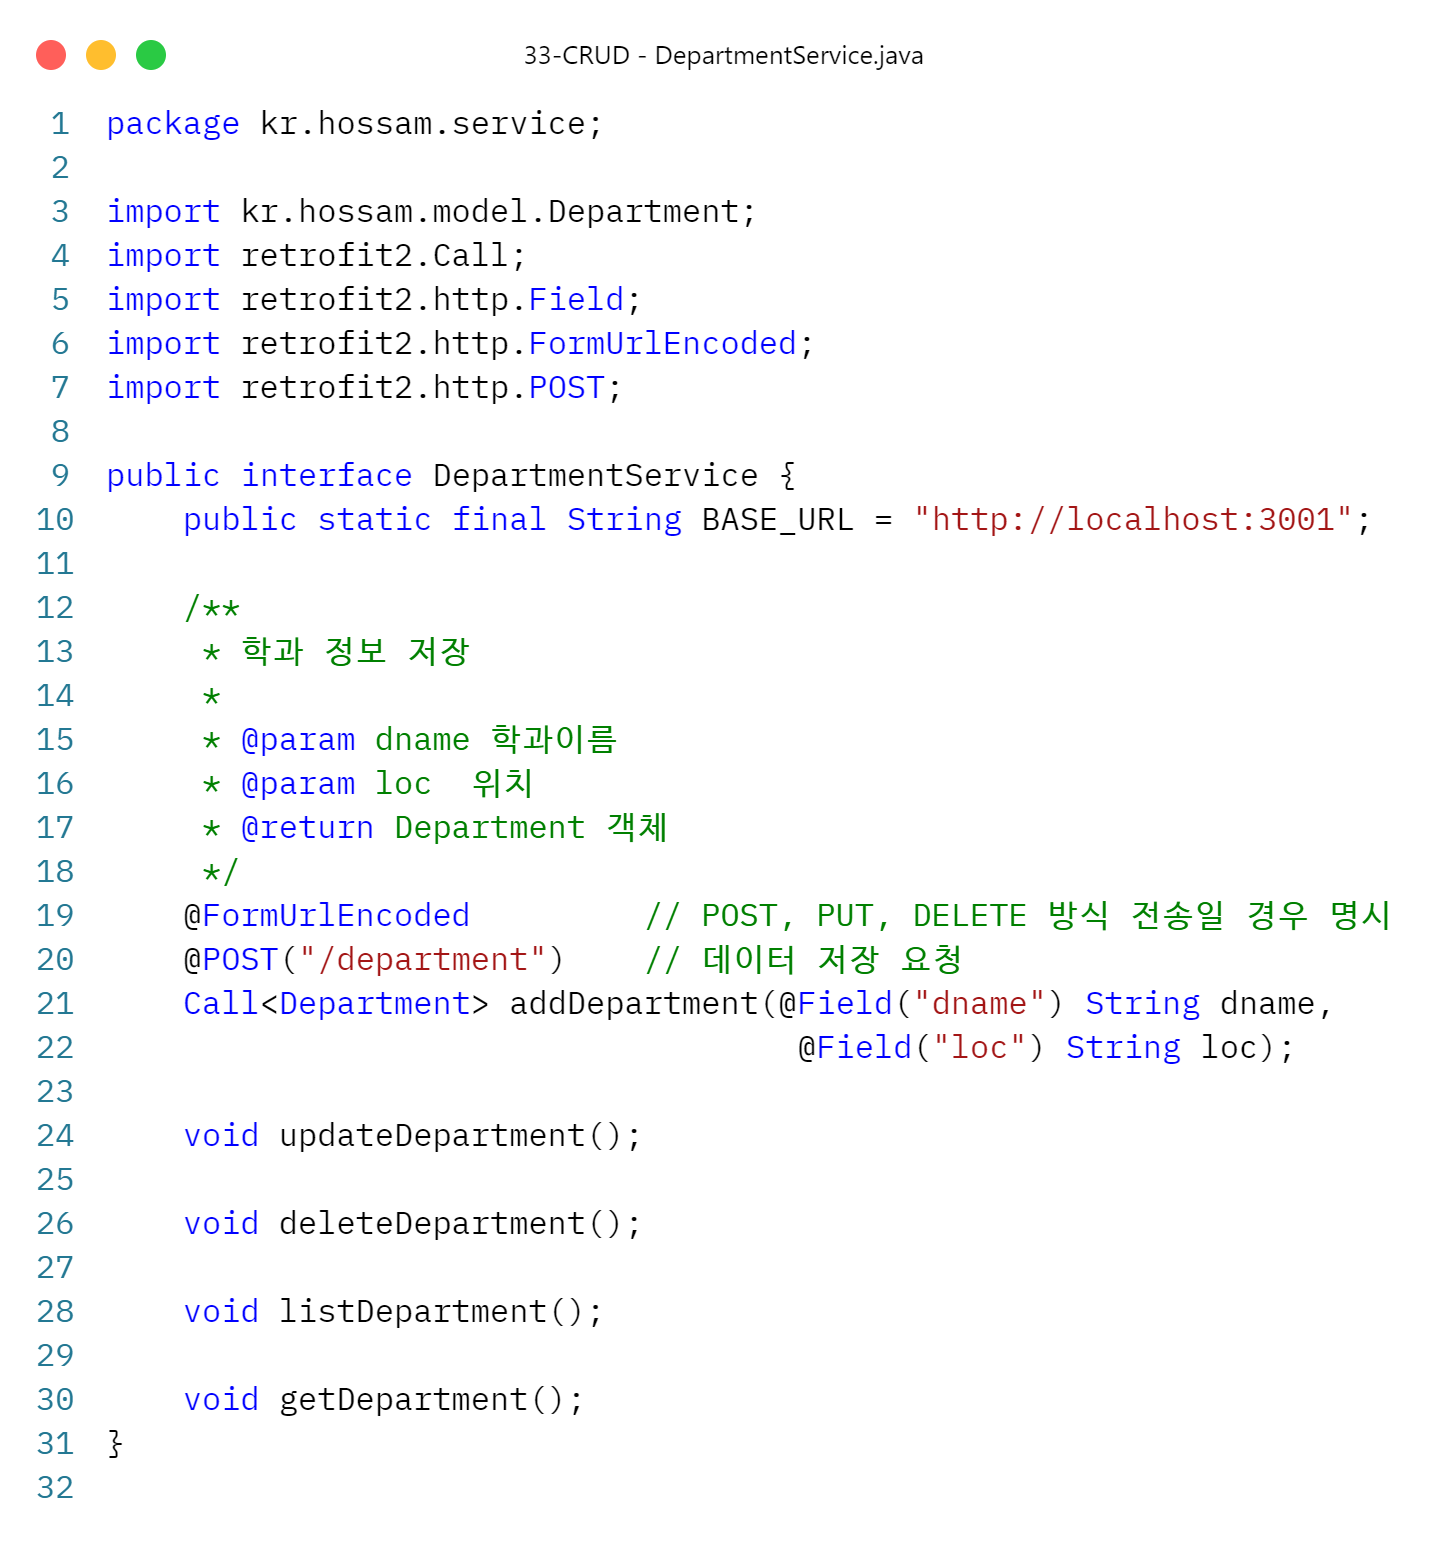 33-CRUD - DepartmentService.java
1 package kr.hossam.service;
2
3 import kr.hossam.model.Department;
4 import retrofit2.Call;
5 import retrofit2.http.Field;
6 import retrofit2.http.FormUrlEncoded;
7 import retrofit2.http.POST;
8
9 public interface DepartmentService {
10     public static final String BASE_URL = "http://localhost:3001";
11
12     /**
13      * 학과 정보 저장
14      *
15      * @param dname 학과이름
16      * @param loc  위치
17      * @return Department 객체
18      */
19     @FormUrlEncoded         // POST, PUT, DELETE 방식 전송일 경우 명시
20     @POST("/department")    // 데이터 저장 요청
21     Call<Department> addDepartment(@Field("dname") String dname,
22                                     @Field("loc") String loc);
23
24     void updateDepartment();
25
26     void deleteDepartment();
27
28     void listDepartment();
29
30     void getDepartment();
31 }
32